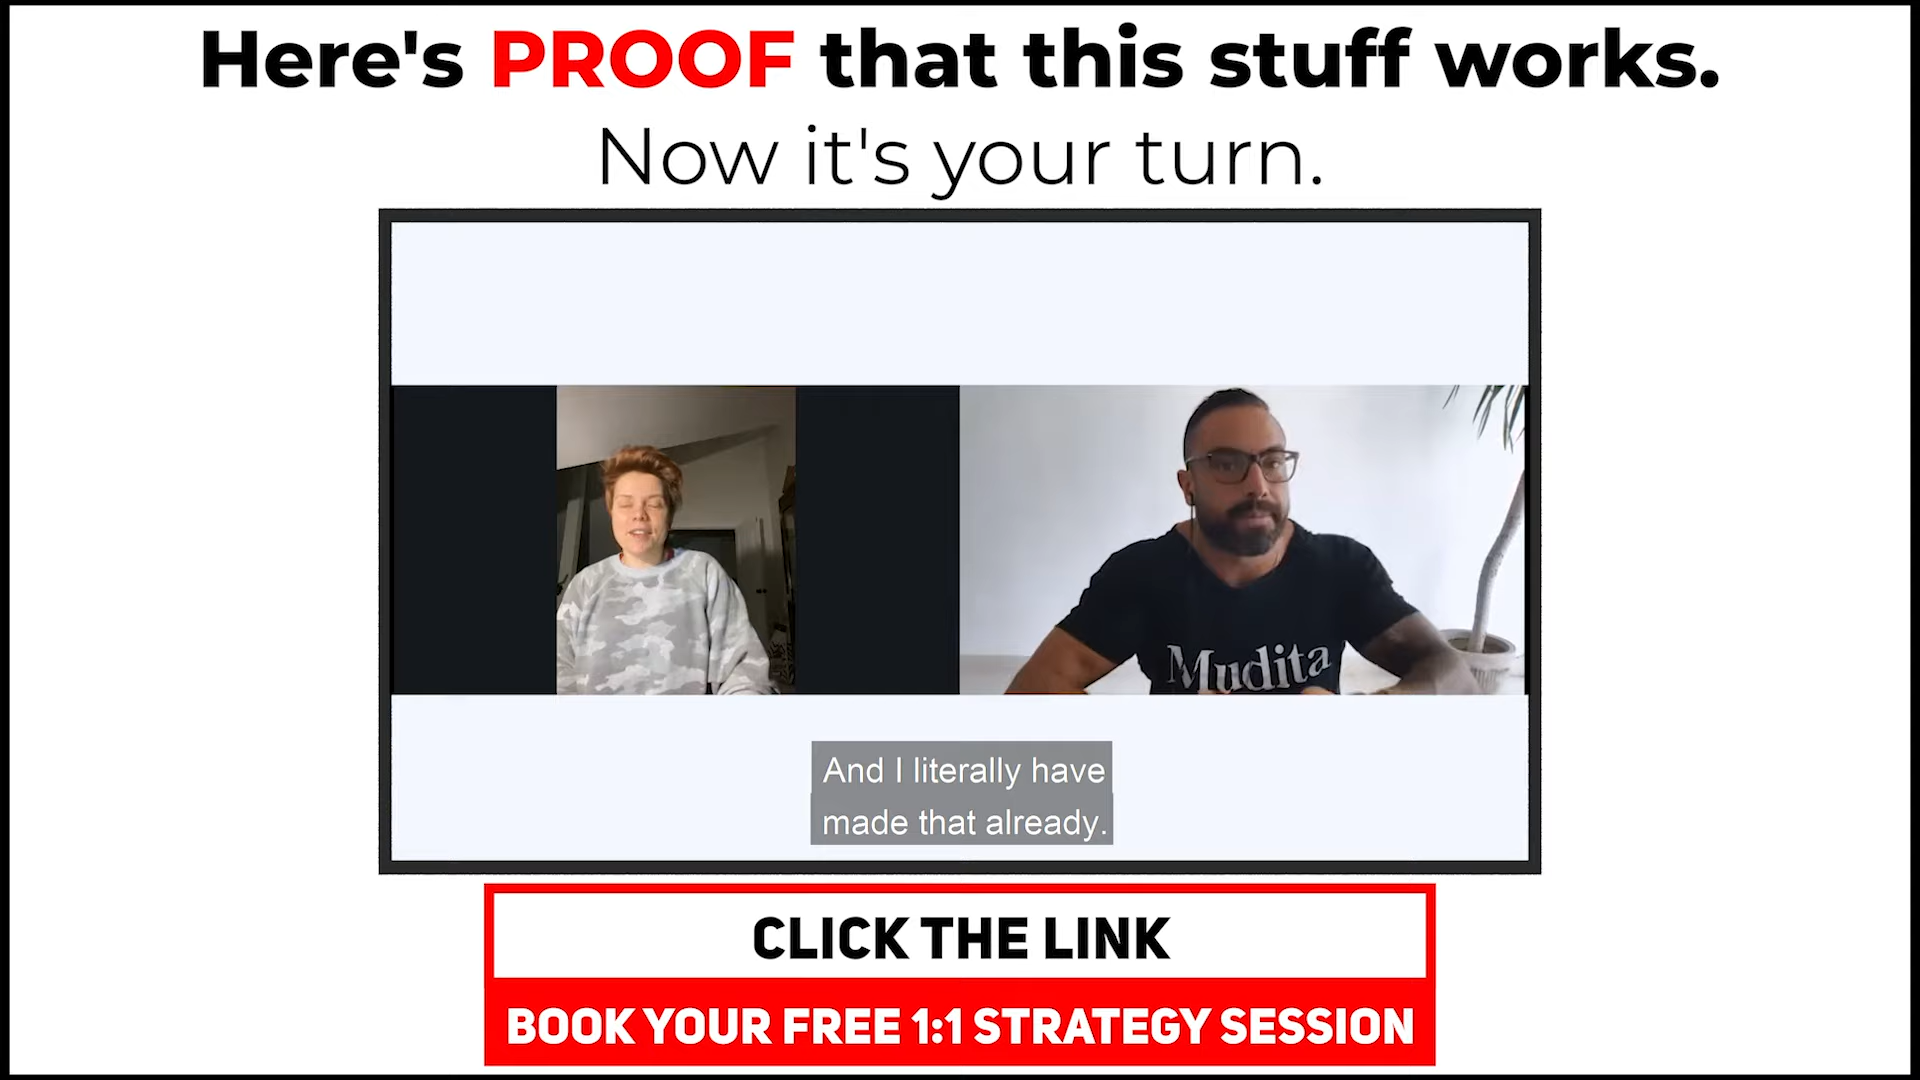 Here's PROOF that this stuff works.
Now it's your turn.
Mudita
And I literally have
made that already.
CLICK THE LINK
BOOK YOUR FREE 1:1 STRATEGY SESSION